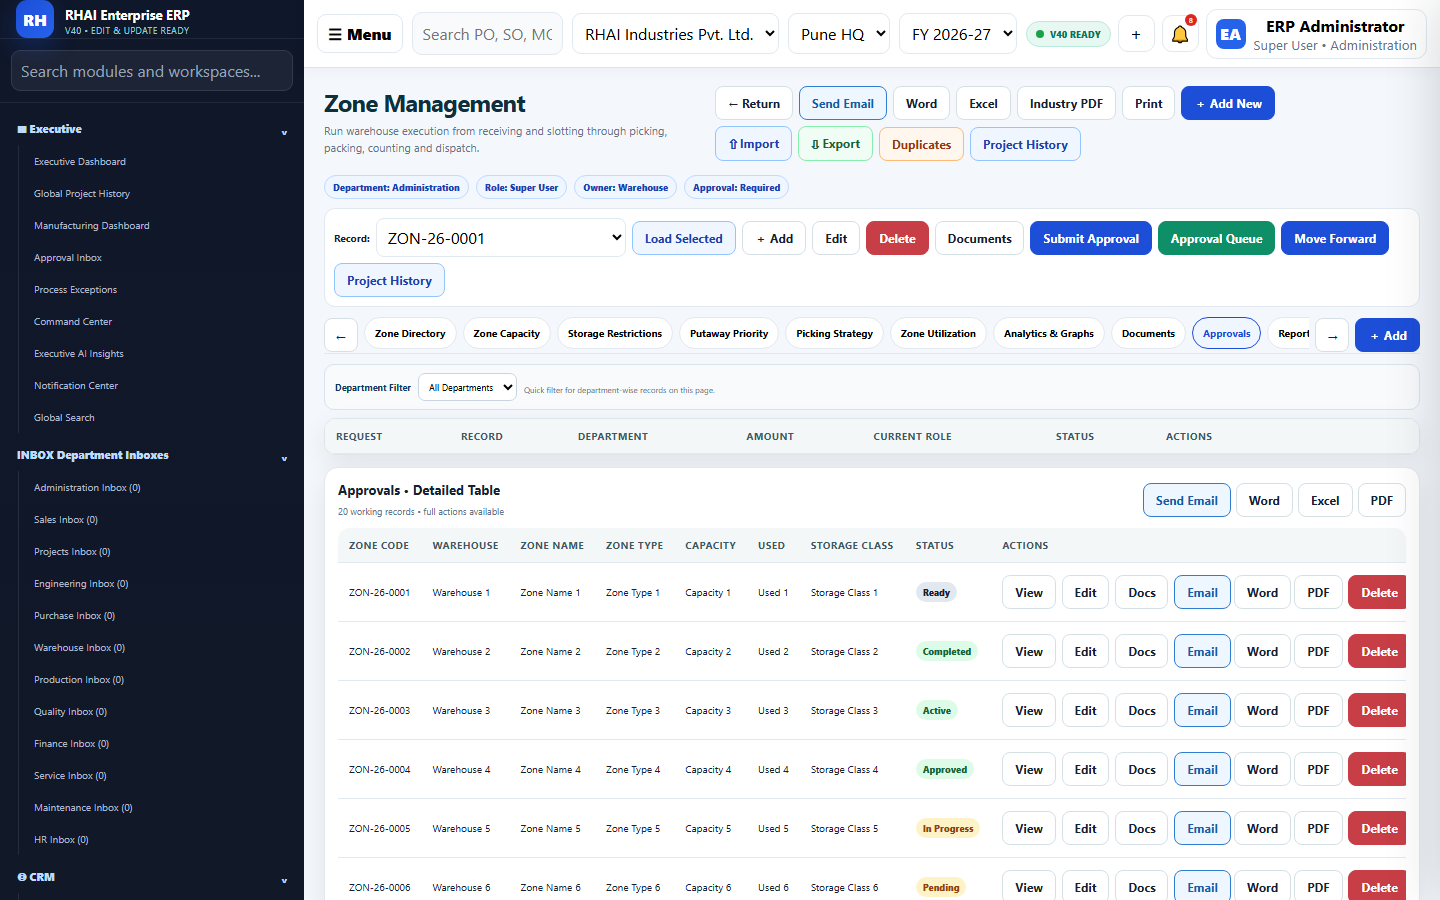 RH
RHAI Enterprise ERP
V40 • EDIT & UPDATE READY
Search modules and workspaces...
Executive
Executive Dashboard
Global Project History
Manufacturing Dashboard
Approval Inbox
Process Exceptions
Command Center
Executive AI Insights
Notification Center
Global Search
INBOX Department Inboxes
Administration Inbox (0)
Sales Inbox (0)
Projects Inbox (0)
Engineering Inbox (0)
Purchase Inbox (0)
Warehouse Inbox (0)
Production Inbox (0)
Quality Inbox (0)
Finance Inbox (0)
Service Inbox (0)
Maintenance Inbox (0)
HR Inbox (0)
CRM
☰ Menu
Search PO, SO, MO
RHAI Industries Pvt. Ltd.
Pune HQ
FY 2026-27
V40 READY
+
8
EA
ERP Administrator
Super User • Administration
Zone Management
Run warehouse execution from receiving and slotting through picking,
packing, counting and dispatch.
← Return
Send Email
Word
Excel
Industry PDF
Print
+ Add New
⇧ Import
⇩ Export
Duplicates
Project History
Department: Administration
Role: Super User
Owner: Warehouse
Approval: Required
Record:
ZON-26-0001
Load Selected
+ Add
Edit
Delete
Documents
Submit Approval
Approval Queue
Move Forward
Project History
←
Zone Directory
Zone Capacity
Storage Restrictions
Putaway Priority
Picking Strategy
Zone Utilization
Analytics & Graphs
Documents
Approvals
Report
→
+ Add
Department Filter
All Departments
Quick filter for department-wise records on this page.
REQUEST RECORD DEPARTMENT AMOUNT CURRENT ROLE STATUS ACTIONS
Approvals • Detailed Table
20 working records • full actions available
Send Email
Word
Excel
PDF
ZONE CODE WAREHOUSE ZONE NAME ZONE TYPE CAPACITY USED STORAGE CLASS STATUS ACTIONS
ZON-26-0001 Warehouse 1 Zone Name 1 Zone Type 1 Capacity 1 Used 1 Storage Class 1 Ready View Edit Docs Email Word PDF Delete
ZON-26-0002 Warehouse 2 Zone Name 2 Zone Type 2 Capacity 2 Used 2 Storage Class 2 Completed View Edit Docs Email Word PDF Delete
ZON-26-0003 Warehouse 3 Zone Name 3 Zone Type 3 Capacity 3 Used 3 Storage Class 3 Active View Edit Docs Email Word PDF Delete
ZON-26-0004 Warehouse 4 Zone Name 4 Zone Type 4 Capacity 4 Used 4 Storage Class 4 Approved View Edit Docs Email Word PDF Delete
ZON-26-0005 Warehouse 5 Zone Name 5 Zone Type 5 Capacity 5 Used 5 Storage Class 5 In Progress View Edit Docs Email Word PDF Delete
ZON-26-0006 Warehouse 6 Zone Name 6 Zone Type 6 Capacity 6 Used 6 Storage Class 6 Pending View Edit Docs Email Word PDF Delete